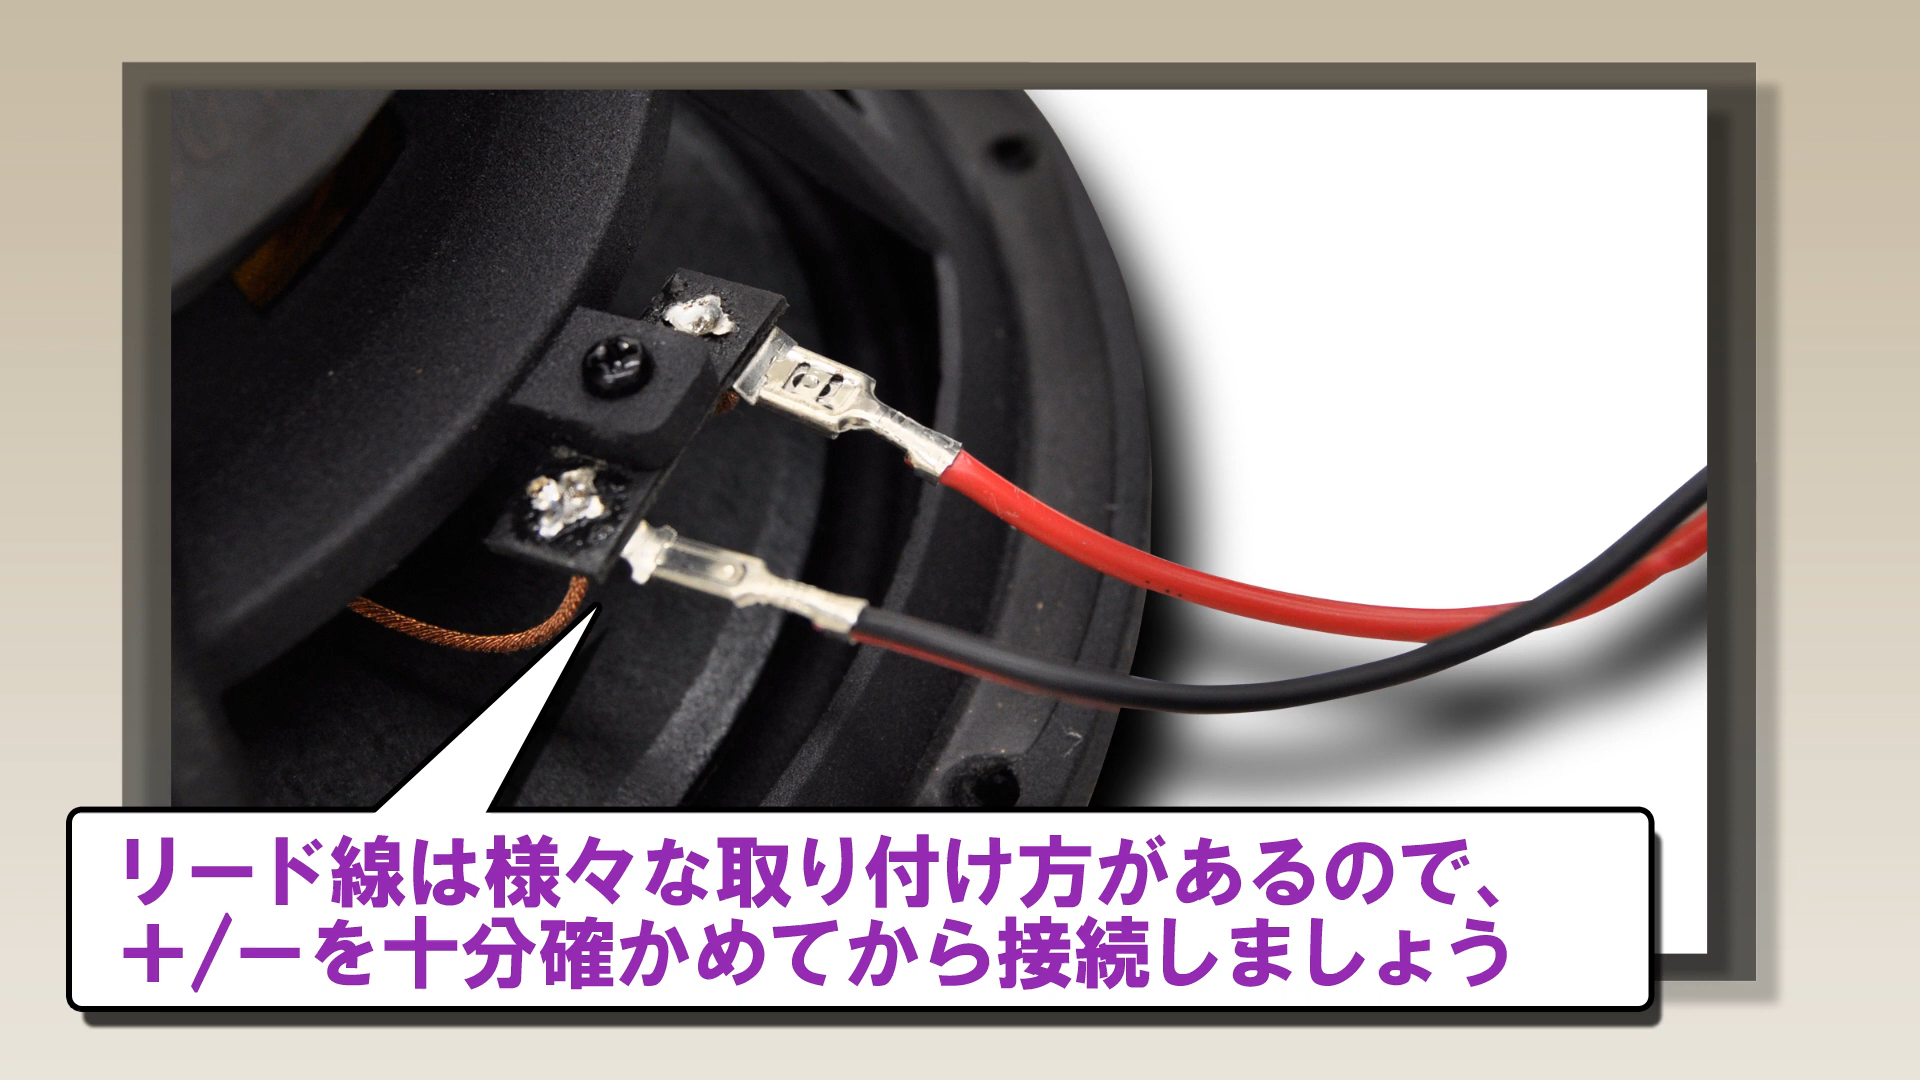 リード線は様々な取り付け方があるので、
＋/−を十分確かめてから接続しましょう